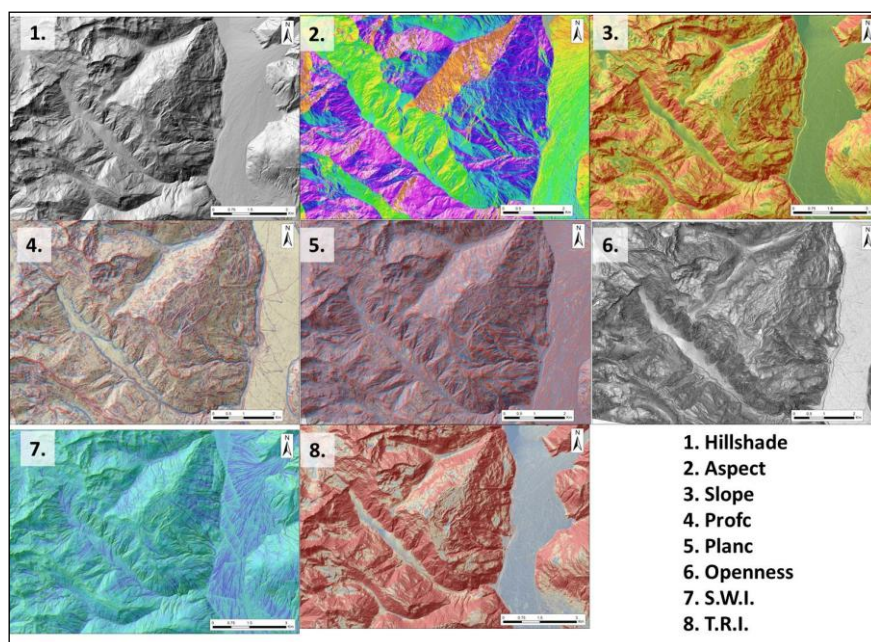 1.
N
2.
N
3.
N
4.
N
5.
N
6.
N
7.
N
8.
N
1. Hillshade
2. Aspect
3. Slope
4. Profc
5. Planc
6. Openness
7. S.W.I.
8. T.R.I.